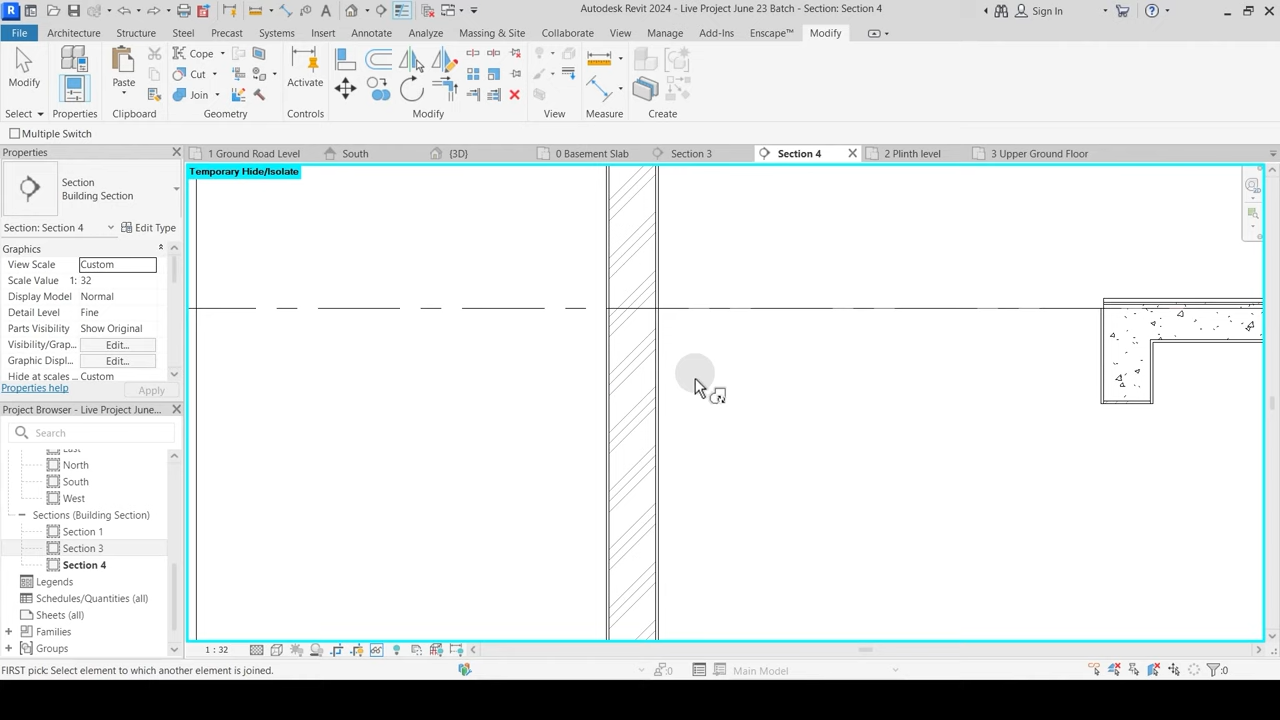 Autodesk Revit 2024 - Live Project June 23 Batch - Section: Section 4
Sign In
File Architecture Structure Steel Precast Systems Insert Annotate Analyze Massing & Site Collaborate View Manage Add-Ins Enscape™ Modify
Modify Paste Cope Cut Join Activate
Select Properties Clipboard Geometry Controls Modify View Measure Create
Multiple Switch
Properties
1 Ground Road Level South {3D} 0 Basement Slab Section 3 Section 4 2 Plinth level 3 Upper Ground Floor
Temporary Hide/Isolate
Section
Building Section
Section: Section 4 Edit Type
Graphics
View Scale Custom
Scale Value 1: 32
Display Model Normal
Detail Level Fine
Parts Visibility Show Original
Visibility/Grap... Edit...
Graphic Displ... Edit...
Hide at scales ... Custom
Properties help Apply
Project Browser - Live Project June...
Search
East
North
South
West
Sections (Building Section)
Section 1
Section 3
Section 4
Legends
Schedules/Quantities (all)
Sheets (all)
Families
Groups
1 : 32
FIRST pick: Select element to which another element is joined.
:0
Main Model
:0